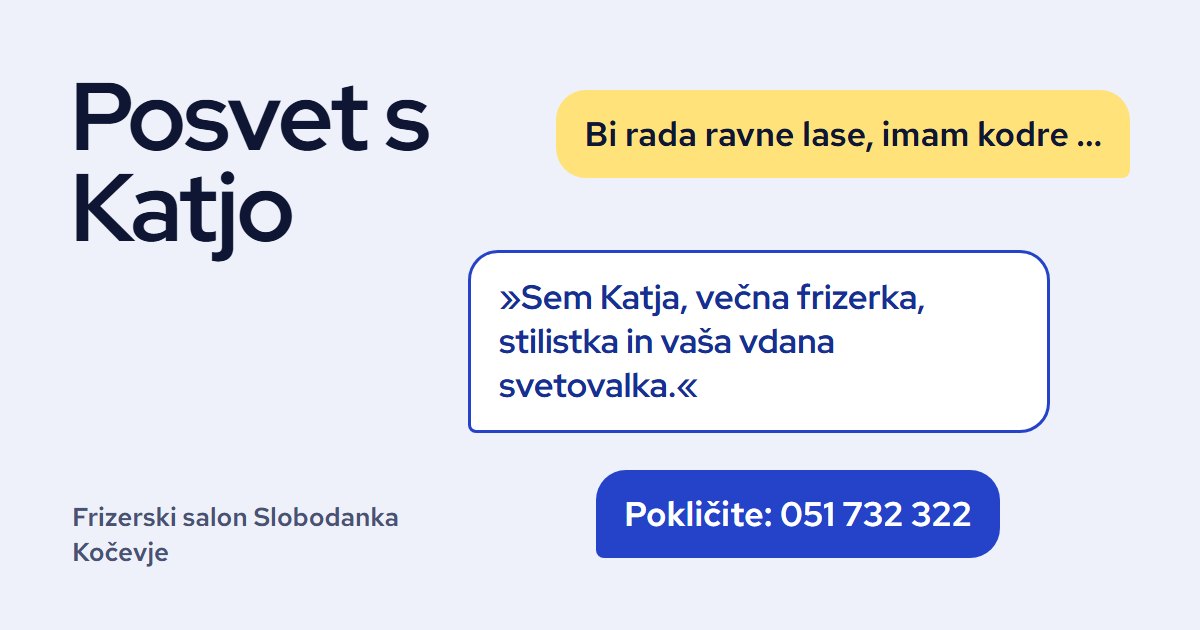 Posvet s
Katjo
Bi rada ravne lase, imam kodre ...
»Sem Katja, večna frizerka,
stilistka in vaša vdana
svetovalka.«
Pokličite: 051 732 322
Frizerski salon Slobodanka
Kočevje